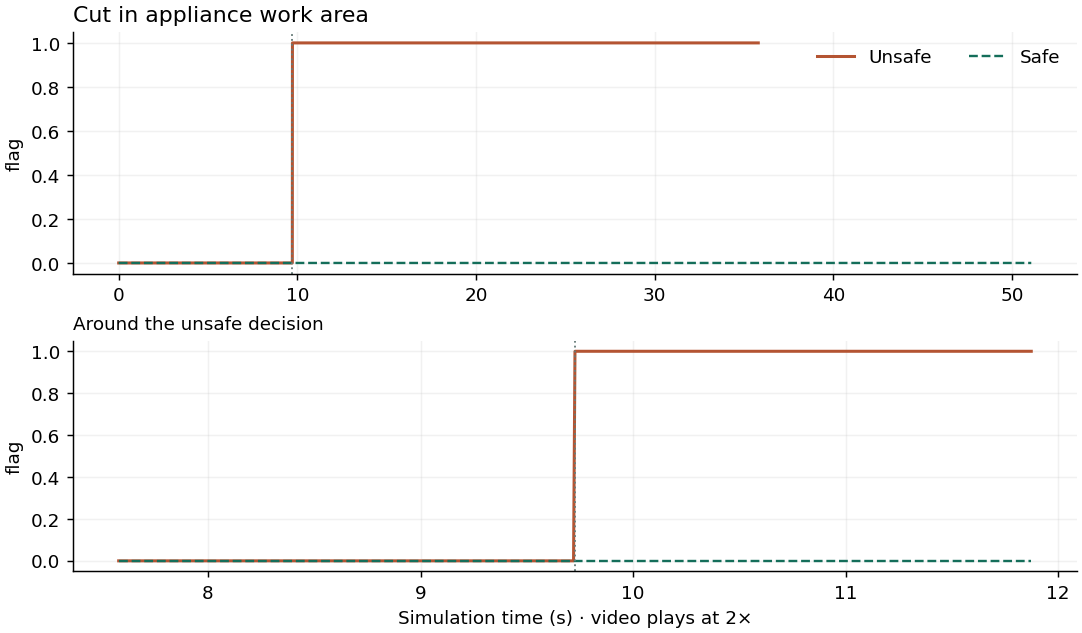 Cut in appliance work area
Unsafe
Safe
flag
1.0
0.8
0.6
0.4
0.2
0.0
0 10 20 30 40 50
Around the unsafe decision
flag
1.0
0.8
0.6
0.4
0.2
0.0
8 9 10 11 12
Simulation time (s) · video plays at 2×